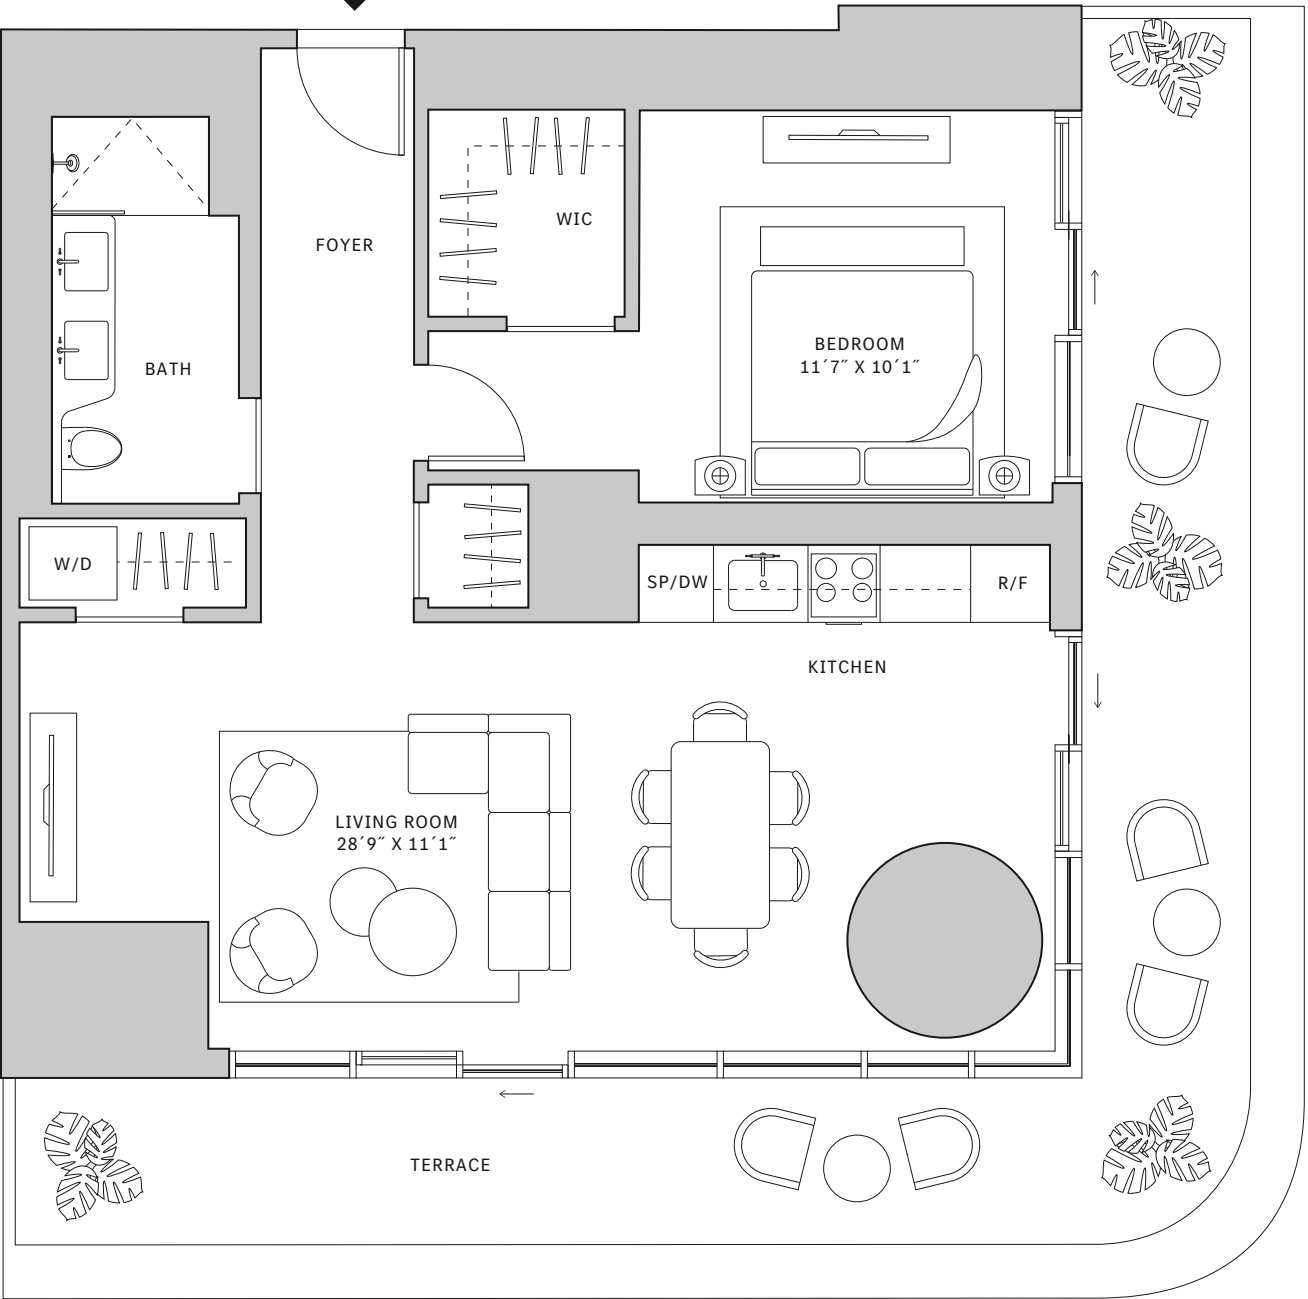 WIC
FOYER
BEDROOM
11´7˝ X 10´1˝
BATH
W/D
SP/DW
R/F
KITCHEN
LIVING ROOM
28´9˝ X 11´1˝
TERRACE